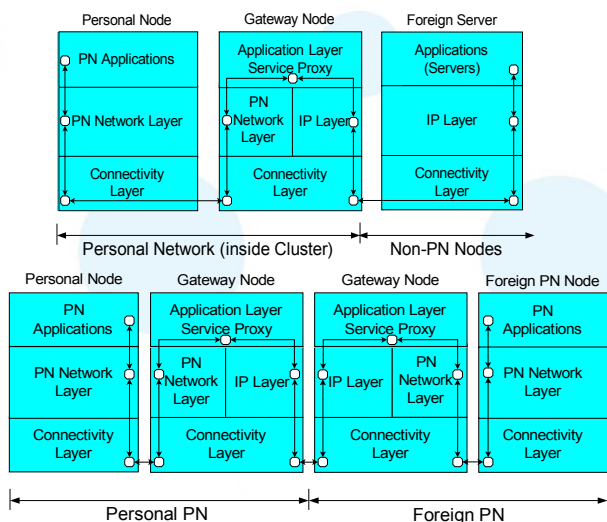 Personal Node
Gateway Node
Foreign Server
PN Applications
Application Layer
Service Proxy
Applications
(Servers)
PN Network Layer
PN
Network
Layer
IP Layer
IP Layer
Connectivity
Layer
Connectivity
Layer
Connectivity
Layer
Personal Network (inside Cluster)
Non-PN Nodes
Personal Node
Gateway Node
Gateway Node
Foreign PN Node
PN
Applications
Application Layer
Service Proxy
Application Layer
Service Proxy
PN
Applications
PN Network
Layer
PN
Network
Layer
IP Layer
IP Layer
PN
Network
Layer
PN Network
Layer
Connectivity
Layer
Connectivity
Layer
Connectivity
Layer
Connectivity
Layer
Personal PN
Foreign PN